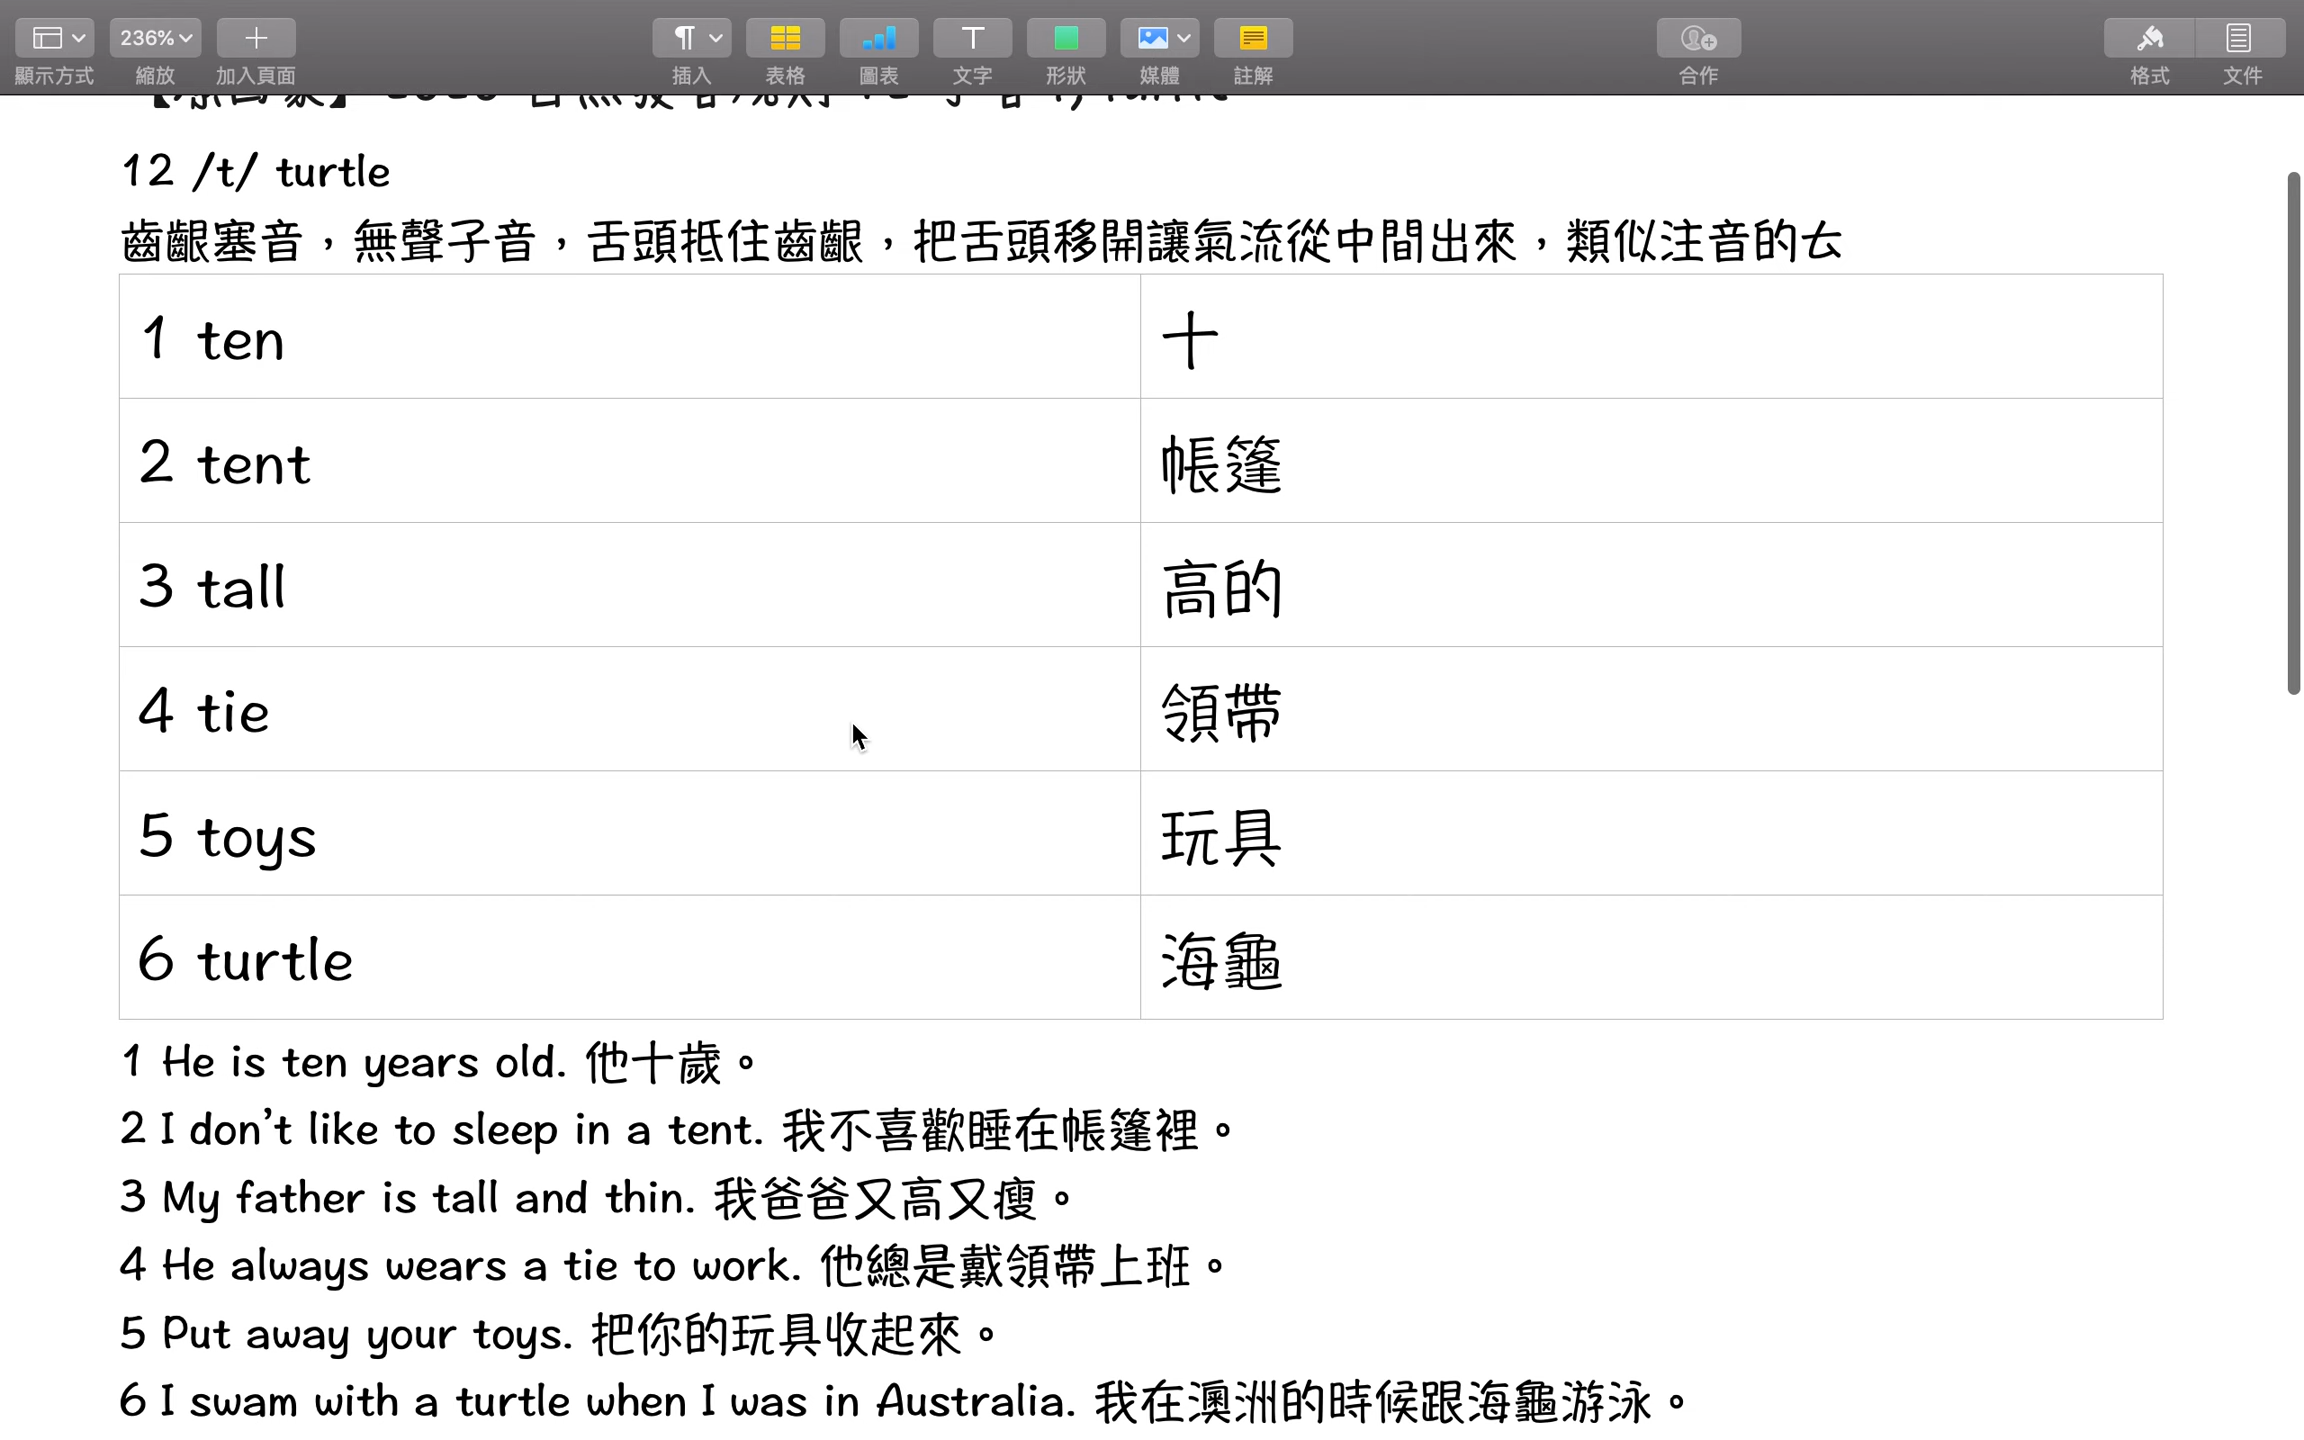 236%
顯示方式 縮放 加入頁面 插入 表格 圖表 文字 形狀 媒體 註解 合作 格式 文件
12 /t/ turtle
齒齦塞音，無聲子音，舌頭抵住齒齦，把舌頭移開讓氣流從中間出來，類似注音的ㄊ
1 ten 十
2 tent 帳篷
3 tall 高的
4 tie 領帶
5 toys 玩具
6 turtle 海龜
1 He is ten years old. 他十歲。
2 I don’t like to sleep in a tent. 我不喜歡睡在帳篷裡。
3 My father is tall and thin. 我爸爸又高又瘦。
4 He always wears a tie to work. 他總是戴領帶上班。
5 Put away your toys. 把你的玩具收起來。
6 I swam with a turtle when I was in Australia. 我在澳洲的時候跟海龜游泳。